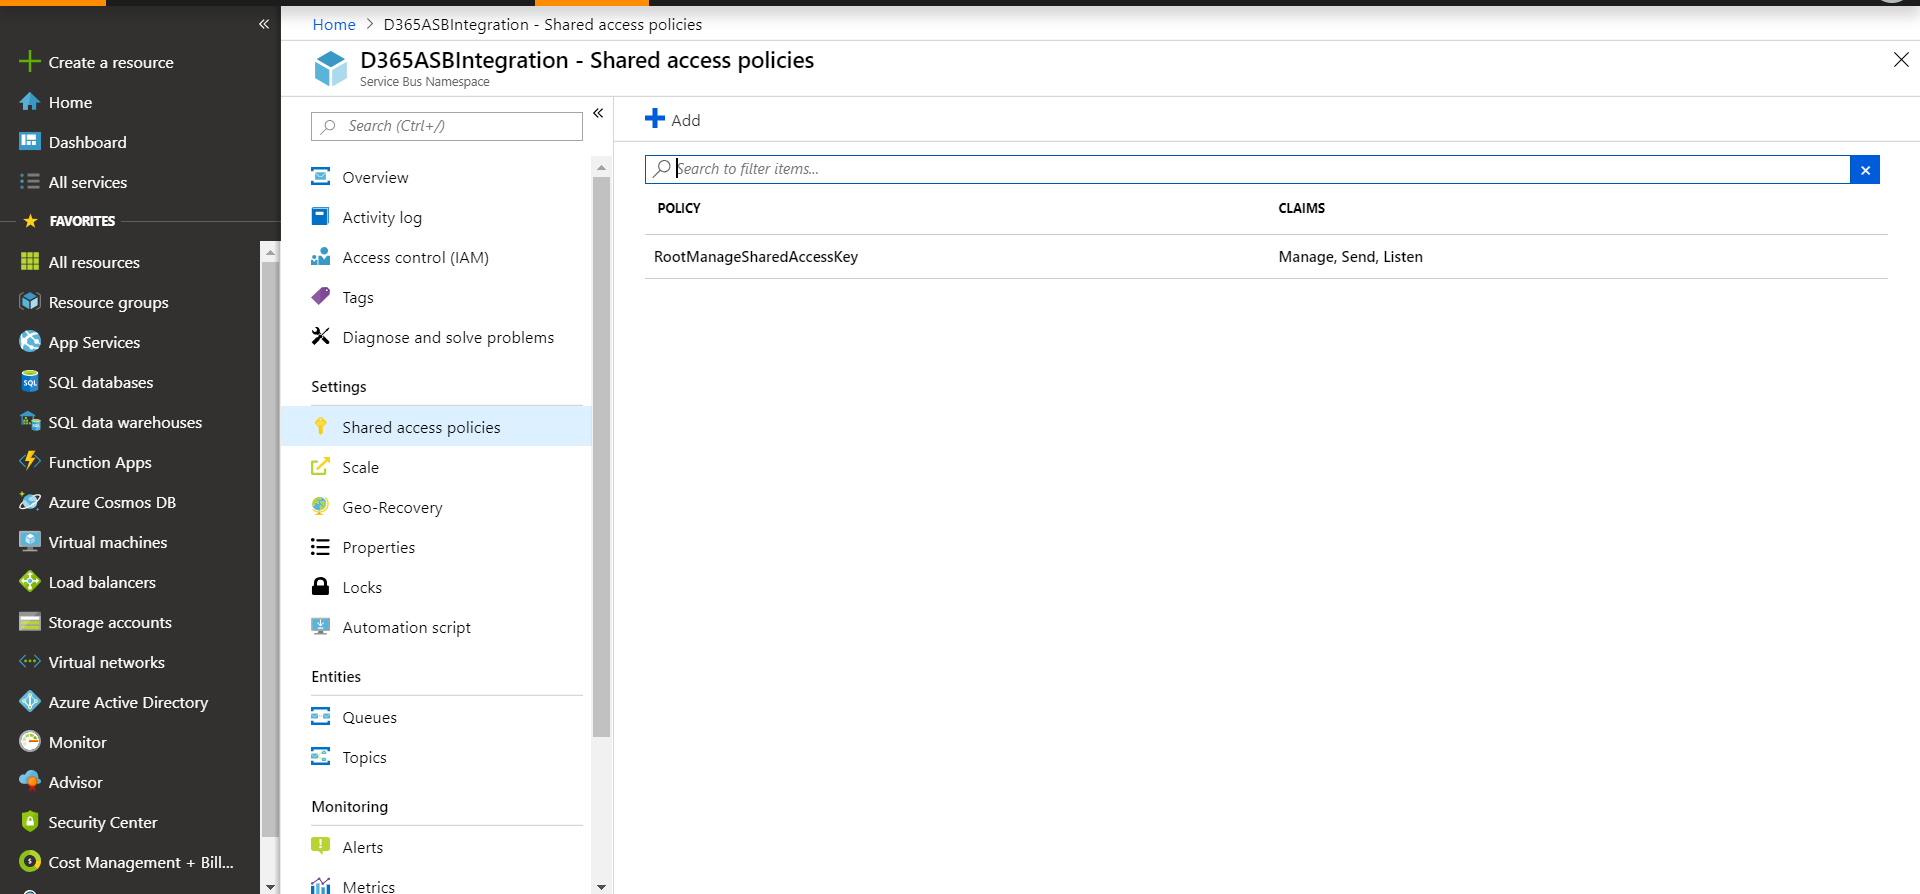 Create a resource
Home
Dashboard
All services
FAVORITES
All resources
Resource groups
App Services
SQL databases
SQL data warehouses
Function Apps
Azure Cosmos DB
Virtual machines
Load balancers
Storage accounts
Virtual networks
Azure Active Directory
Monitor
Advisor
Security Center
Cost Management + Bill...
Home > D365ASBIntegration - Shared access policies
D365ASBIntegration - Shared access policies
Service Bus Namespace
Search (Ctrl+/)
Overview
Activity log
Access control (IAM)
Tags
Diagnose and solve problems
Settings
Shared access policies
Scale
Geo-Recovery
Properties
Locks
Automation script
Entities
Queues
Topics
Monitoring
Alerts
Metrics
Add
Search to filter items...
POLICY CLAIMS
RootManageSharedAccessKey Manage, Send, Listen